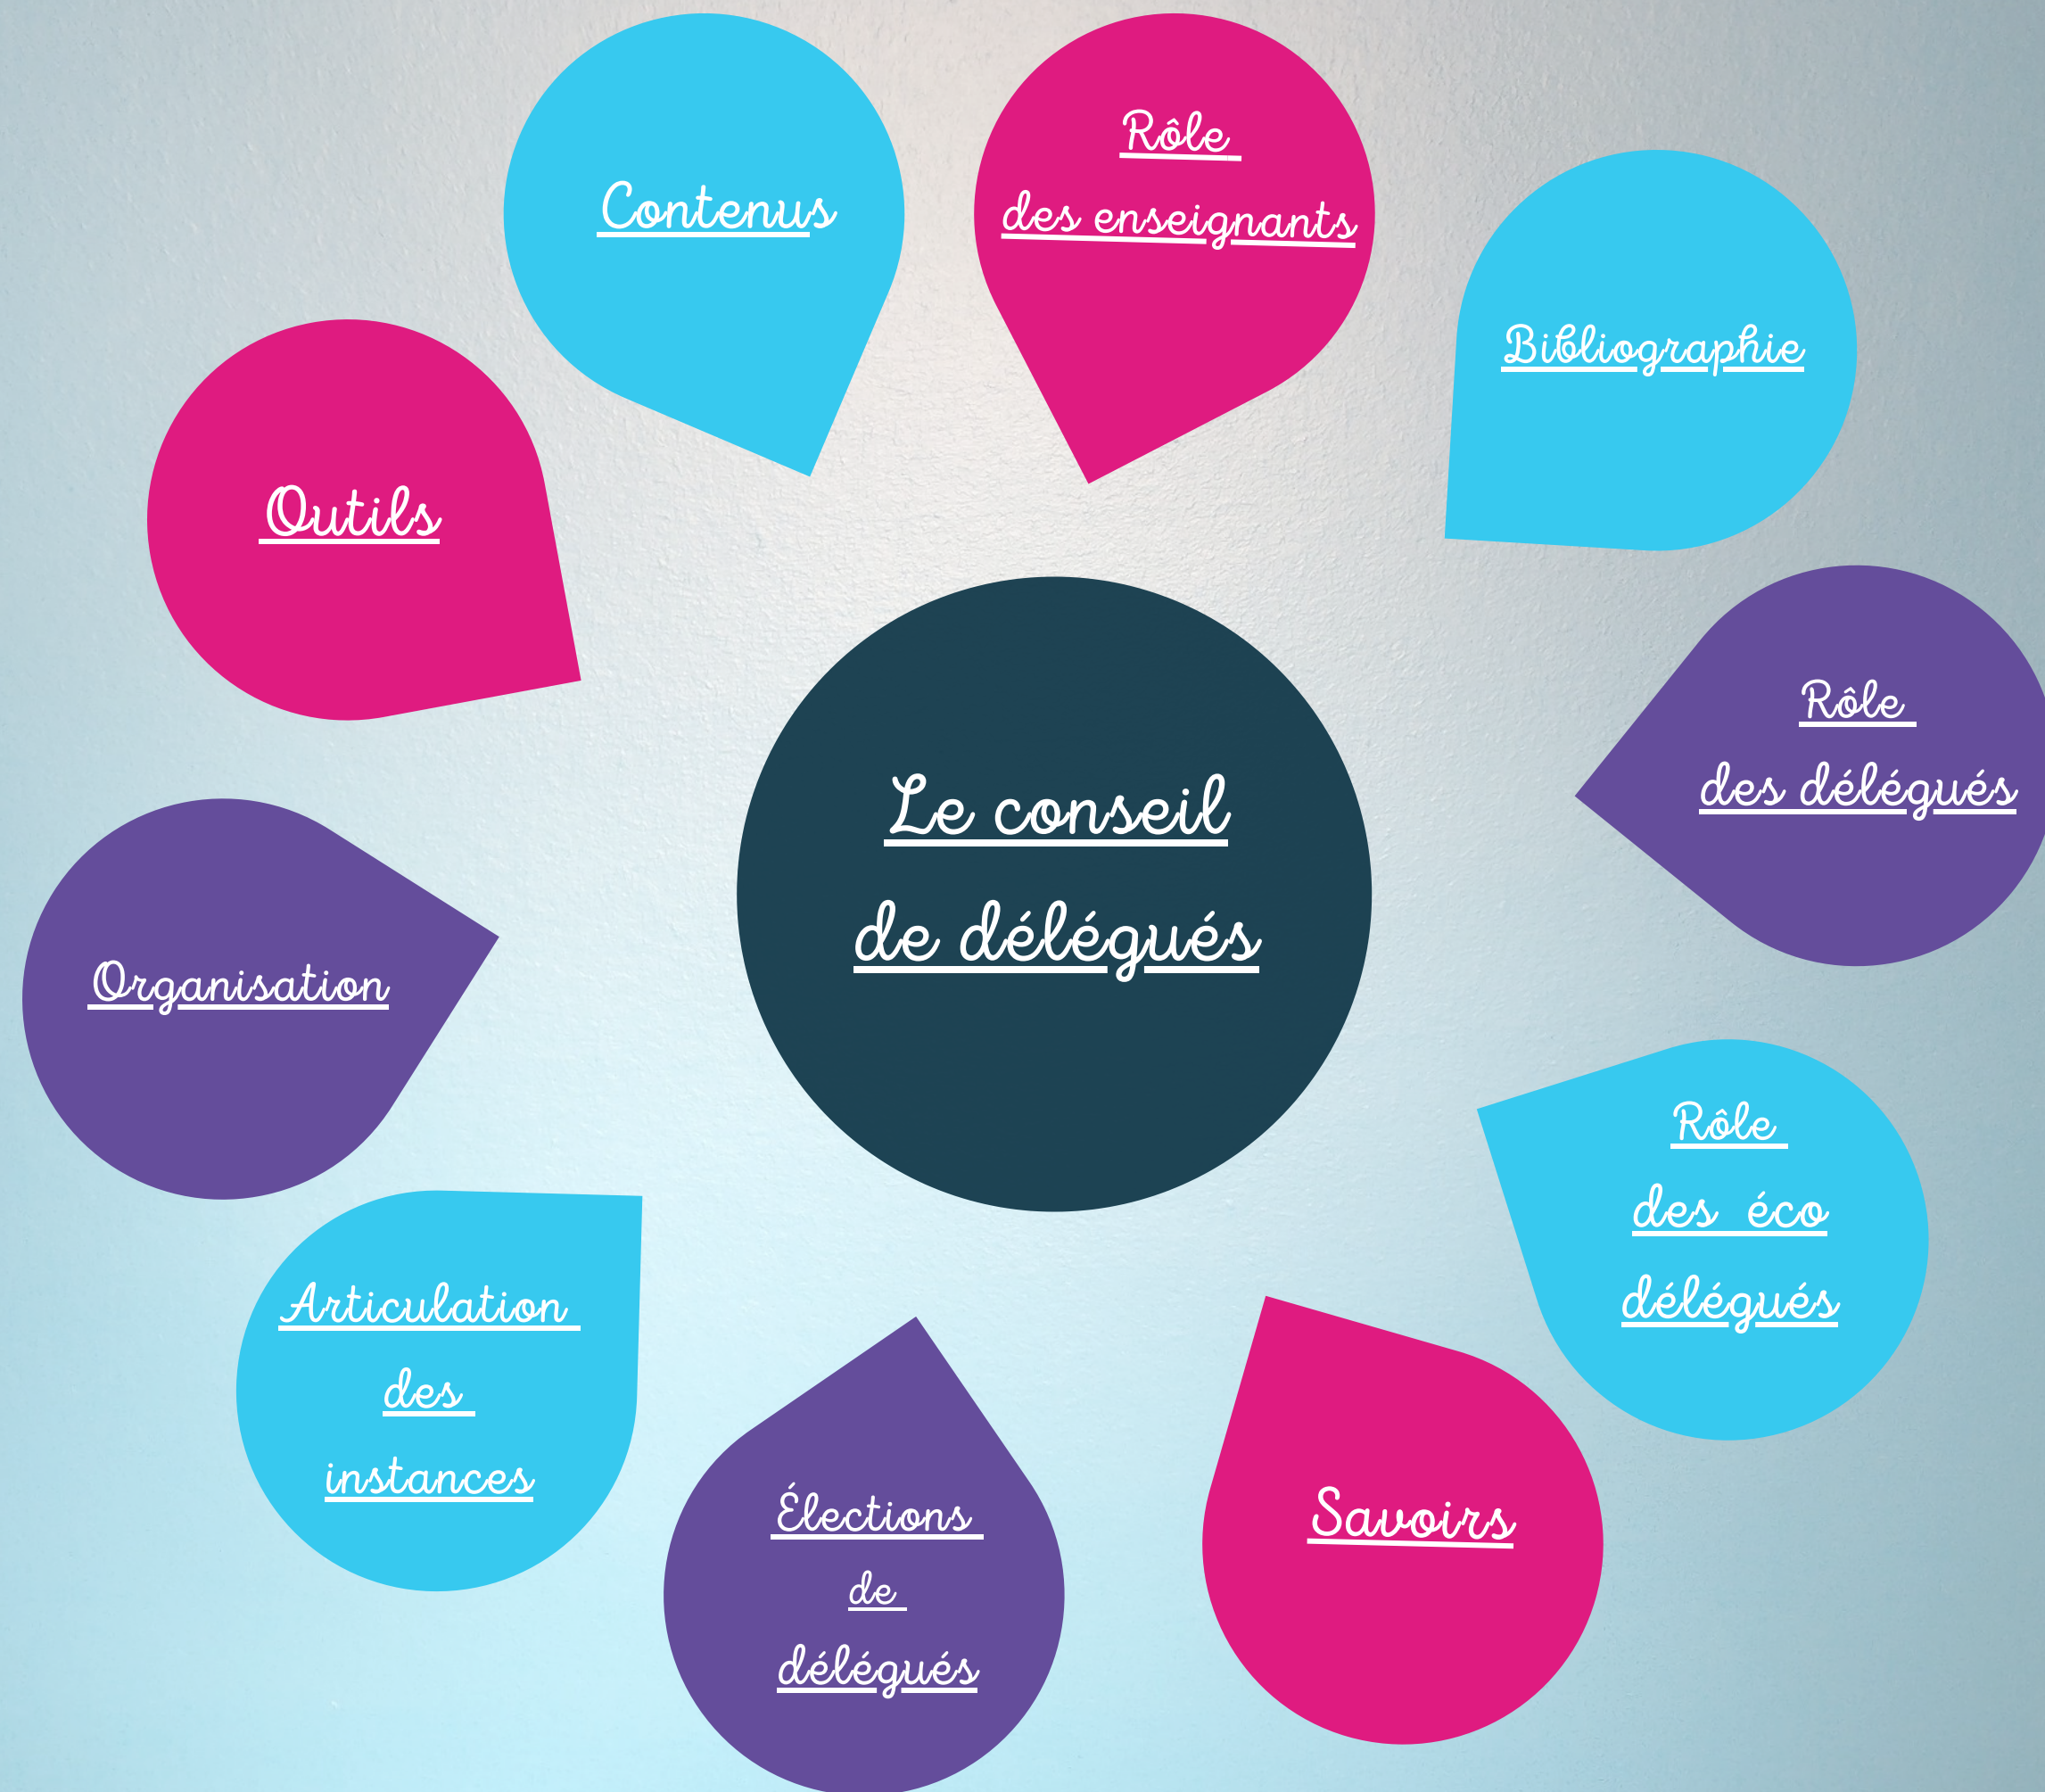 Contenus
Rôle
des enseignants
Bibliographie
Outils
Rôle
des délégués
Le conseil
de délégués
Organisation
Rôle
des éco
délégués
Articulation
des
instances
Élections
de
délégués
Savoirs